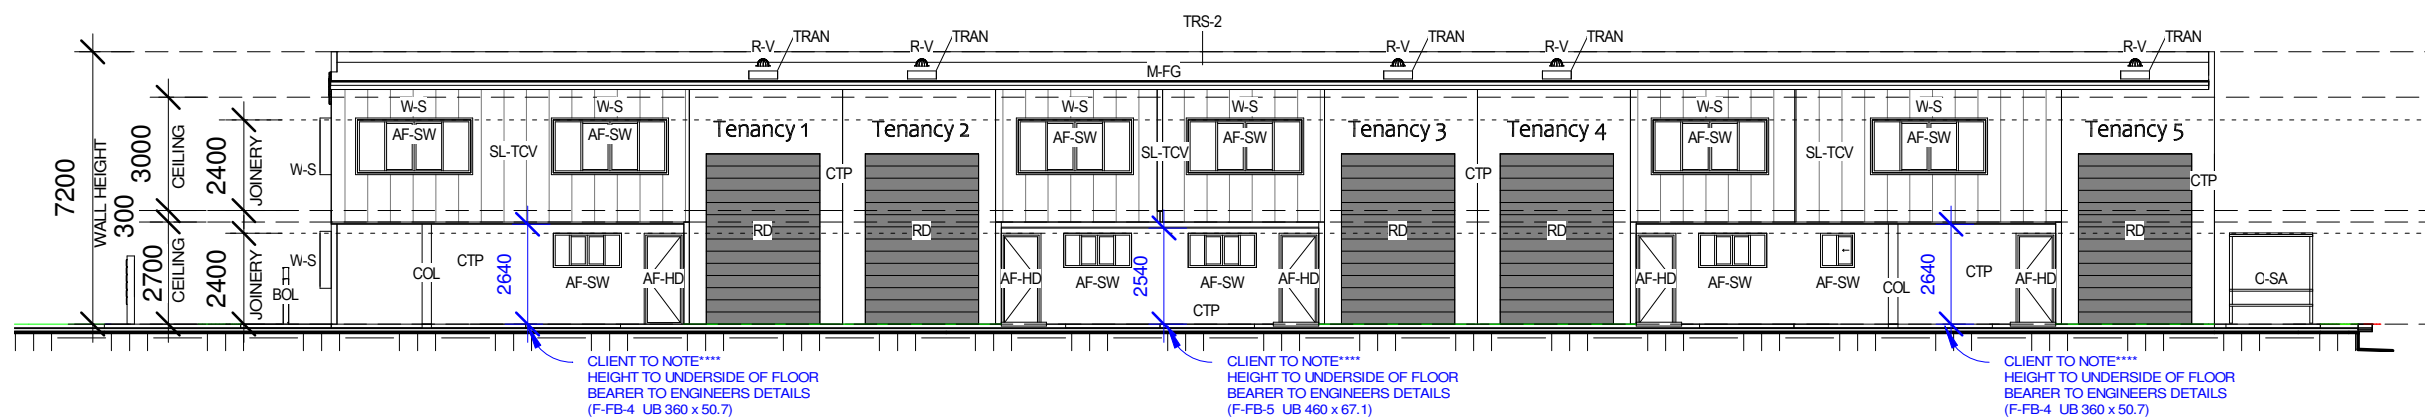 TRS-2
R-V TRAN R-V TRAN R-V TRAN R-V TRAN R-V TRAN
M-FG
W-S W-S W-S W-S W-S W-S
AF-SW AF-SW AF-SW AF-SW AF-SW AF-SW
Tenancy 1 Tenancy 2 Tenancy 3 Tenancy 4 Tenancy 5
SL-TCV SL-TCV SL-TCV
W-S
CTP CTP CTP
7200
WALL HEIGHT
300
3000
CEILING
2400
JOINERY
2700
CEILING
2400
JOINERY
RD RD RD RD RD
W-S
BOL
COL
CTP
2640
AF-SW
AF-HD
AF-HD
AF-SW
2540
AF-SW
AF-HD
CTP
AF-HD
AF-SW
AF-SW
COL
2640
CTP
AF-HD
C-SA
CLIENT TO NOTE****
HEIGHT TO UNDERSIDE OF FLOOR
BEARER TO ENGINEERS DETAILS
(F-FB-4 UB 360 x 50.7)
CLIENT TO NOTE****
HEIGHT TO UNDERSIDE OF FLOOR
BEARER TO ENGINEERS DETAILS
(F-FB-5 UB 460 x 67.1)
CLIENT TO NOTE****
HEIGHT TO UNDERSIDE OF FLOOR
BEARER TO ENGINEERS DETAILS
(F-FB-4 UB 360 x 50.7)